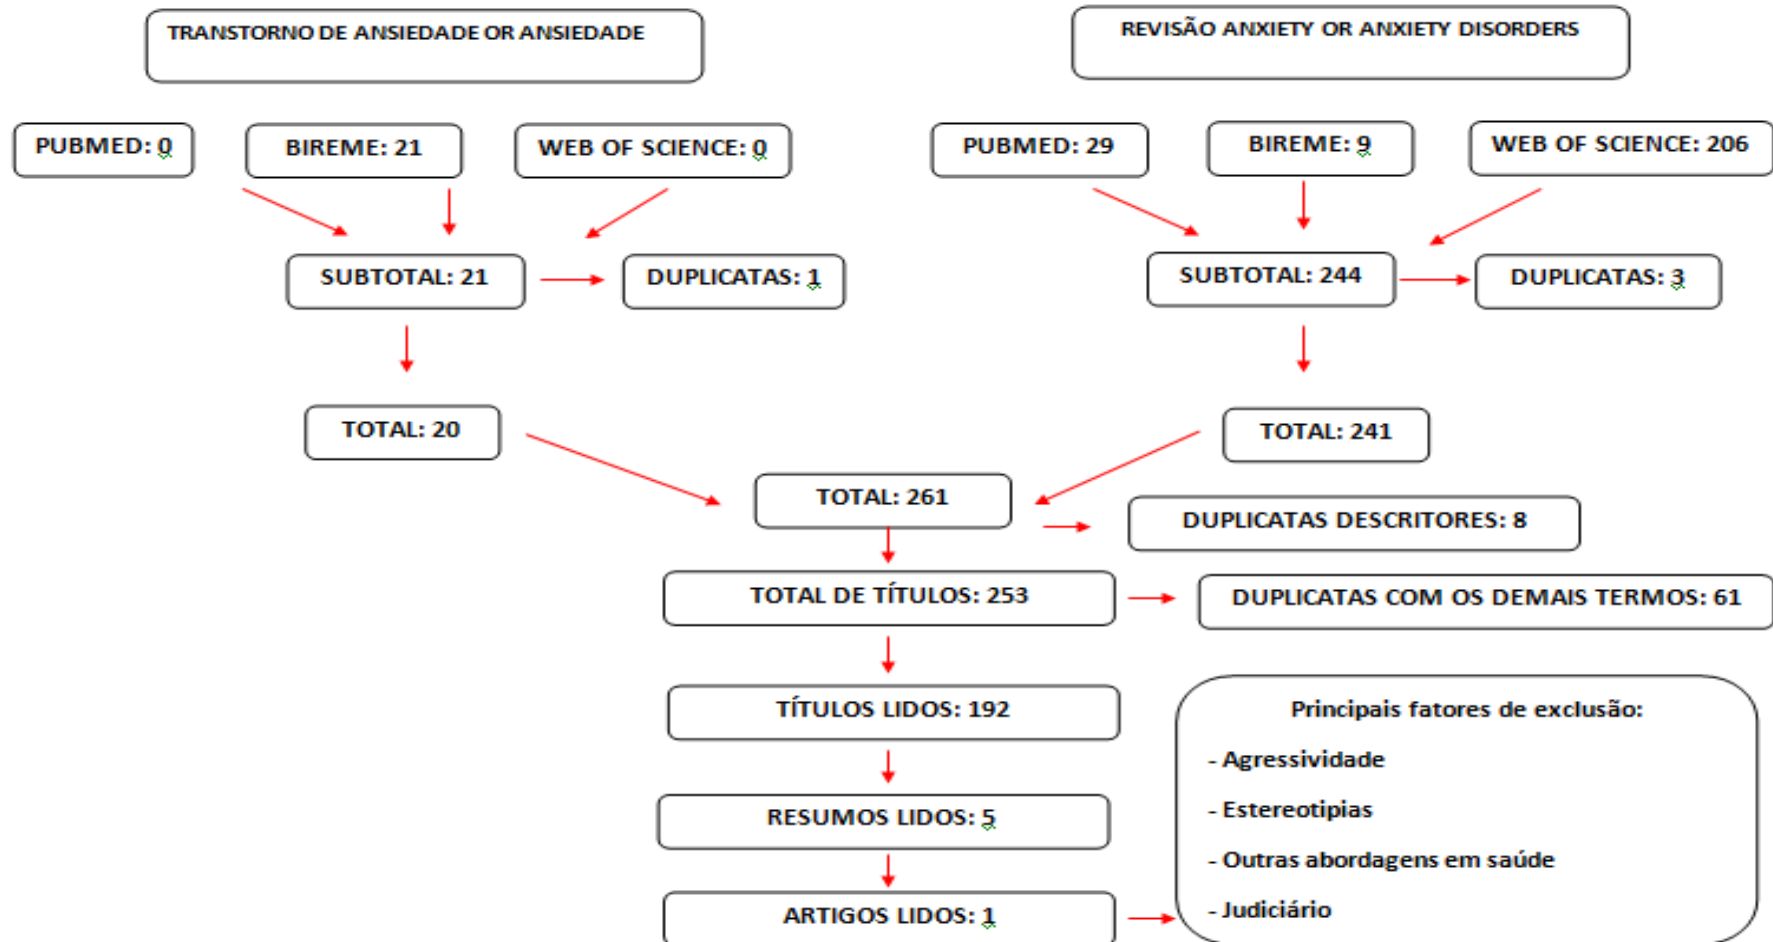 TRANSTORNO DE ANSIEDADE OR ANSIEDADE
REVISÃO ANXIETY OR ANXIETY DISORDERS
PUBMED: 0
BIREME: 21
WEB OF SCIENCE: 0
PUBMED: 29
BIREME: 9
WEB OF SCIENCE: 206
SUBTOTAL: 21
DUPLICATAS: 1
SUBTOTAL: 244
DUPLICATAS: 3
TOTAL: 20
TOTAL: 241
TOTAL: 261
DUPLICATAS DESCRITORES: 8
TOTAL DE TÍTULOS: 253
DUPLICATAS COM OS DEMAIS TERMOS: 61
TÍTULOS LIDOS: 192
RESUMOS LIDOS: 5
ARTIGOS LIDOS: 1
Principais fatores de exclusão:
- Agressividade
- Estereotipias
- Outras abordagens em saúde
- Judiciário